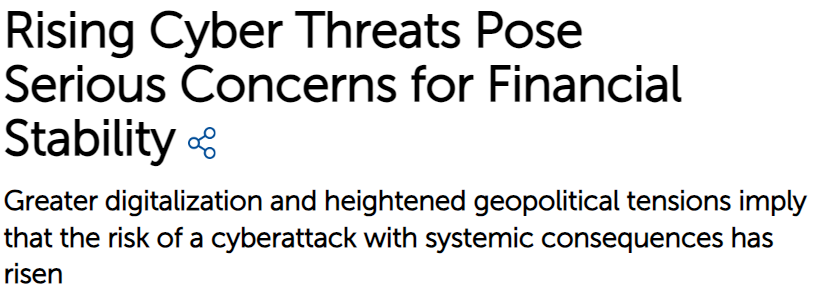 Rising Cyber Threats Pose
Serious Concerns for Financial
Stability
Greater digitalization and heightened geopolitical tensions imply
that the risk of a cyberattack with systemic consequences has
risen